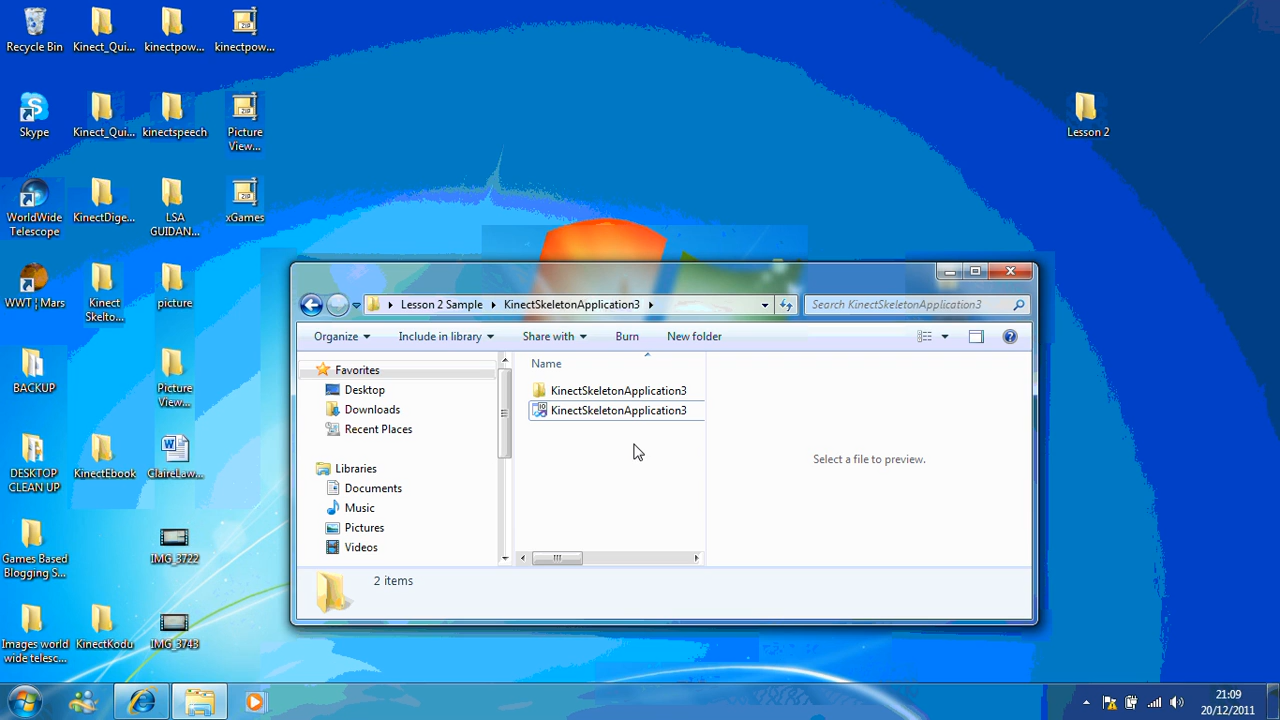 Recycle Bin
Kinect_Qui...
kinectpow...
kinectpow...
Skype
Kinect_Qui...
kinectspeech
Picture
View...
Lesson 2
WorldWide
Telescope
KinectDige...
LSA
GUIDAN...
xGames
WWT ¦ Mars
Kinect
Skelto...
picture
BACKUP
Picture
View...
DESKTOP
CLEAN UP
KinectEbook
ClaireLaw...
Games Based
Blogging S...
IMG_3722
Images world
wide telesc...
KinectKodu
IMG_3743
Lesson 2 Sample
KinectSkeletonApplication3
Search KinectSkeletonApplication3
Organize
Include in library
Share with
Burn
New folder
Favorites
Desktop
Downloads
Recent Places
Libraries
Documents
Music
Pictures
Videos
Name
KinectSkeletonApplication3
KinectSkeletonApplication3
Select a file to preview.
2 items
21:09
20/12/2011